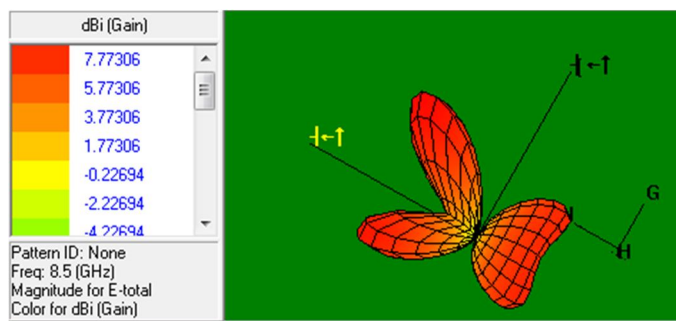 dBi (Gain)
7.77306
5.77306
3.77306
1.77306
-0.22694
-2.22694
-4.22694
Pattern ID: None
Freq: 8.5 (GHz)
Magnitude for E-total
Color for dBi (Gain)
G
H